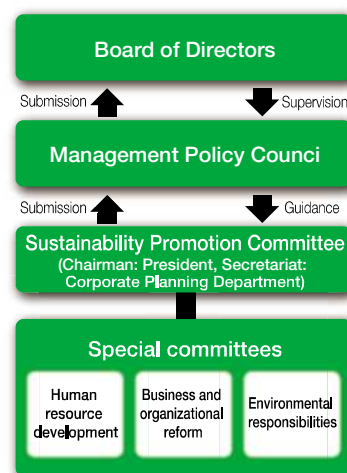 Board of Directors
Submission
Supervision
Management Policy Counci
Submission
Guidance
Sustainability Promotion Committee
(Chairman: President, Secretariat:
Corporate Planning Department)
Special committees
Human
resource
development
Business and
organizational
reform
Environmental
responsibilities